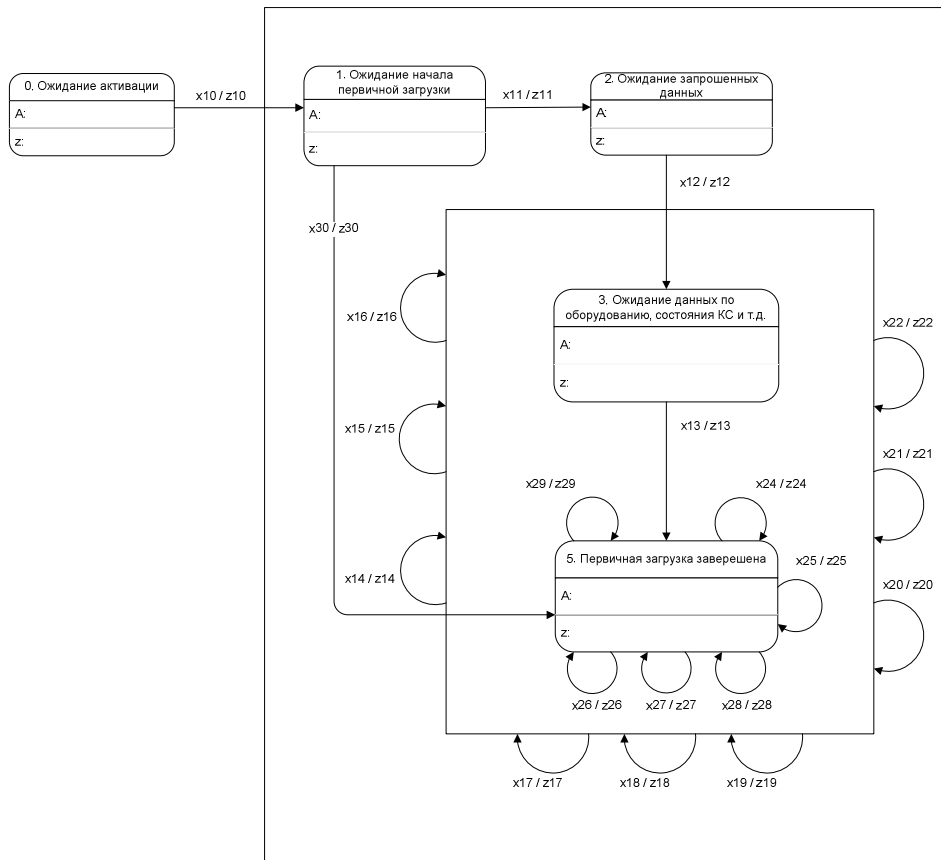 0. Ожидание активации
A:
z:
x10 / z10
1. Ожидание начала
первичной загрузки
A:
z:
x11 / z11
2. Ожидание запрошенных
данных
A:
z:
x12 / z12
x30 / z30
3. Ожидание данных по
оборудованию, состояния КС и т.д.
A:
z:
x16 / z16
x22 / z22
x15 / z15
x13 / z13
x21 / z21
x29 / z29
x24 / z24
5. Первичная загрузка заверешена
A:
z:
x25 / z25
x14 / z14
x20 / z20
x26 / z26
x27 / z27
x28 / z28
x17 / z17
x18 / z18
x19 / z19